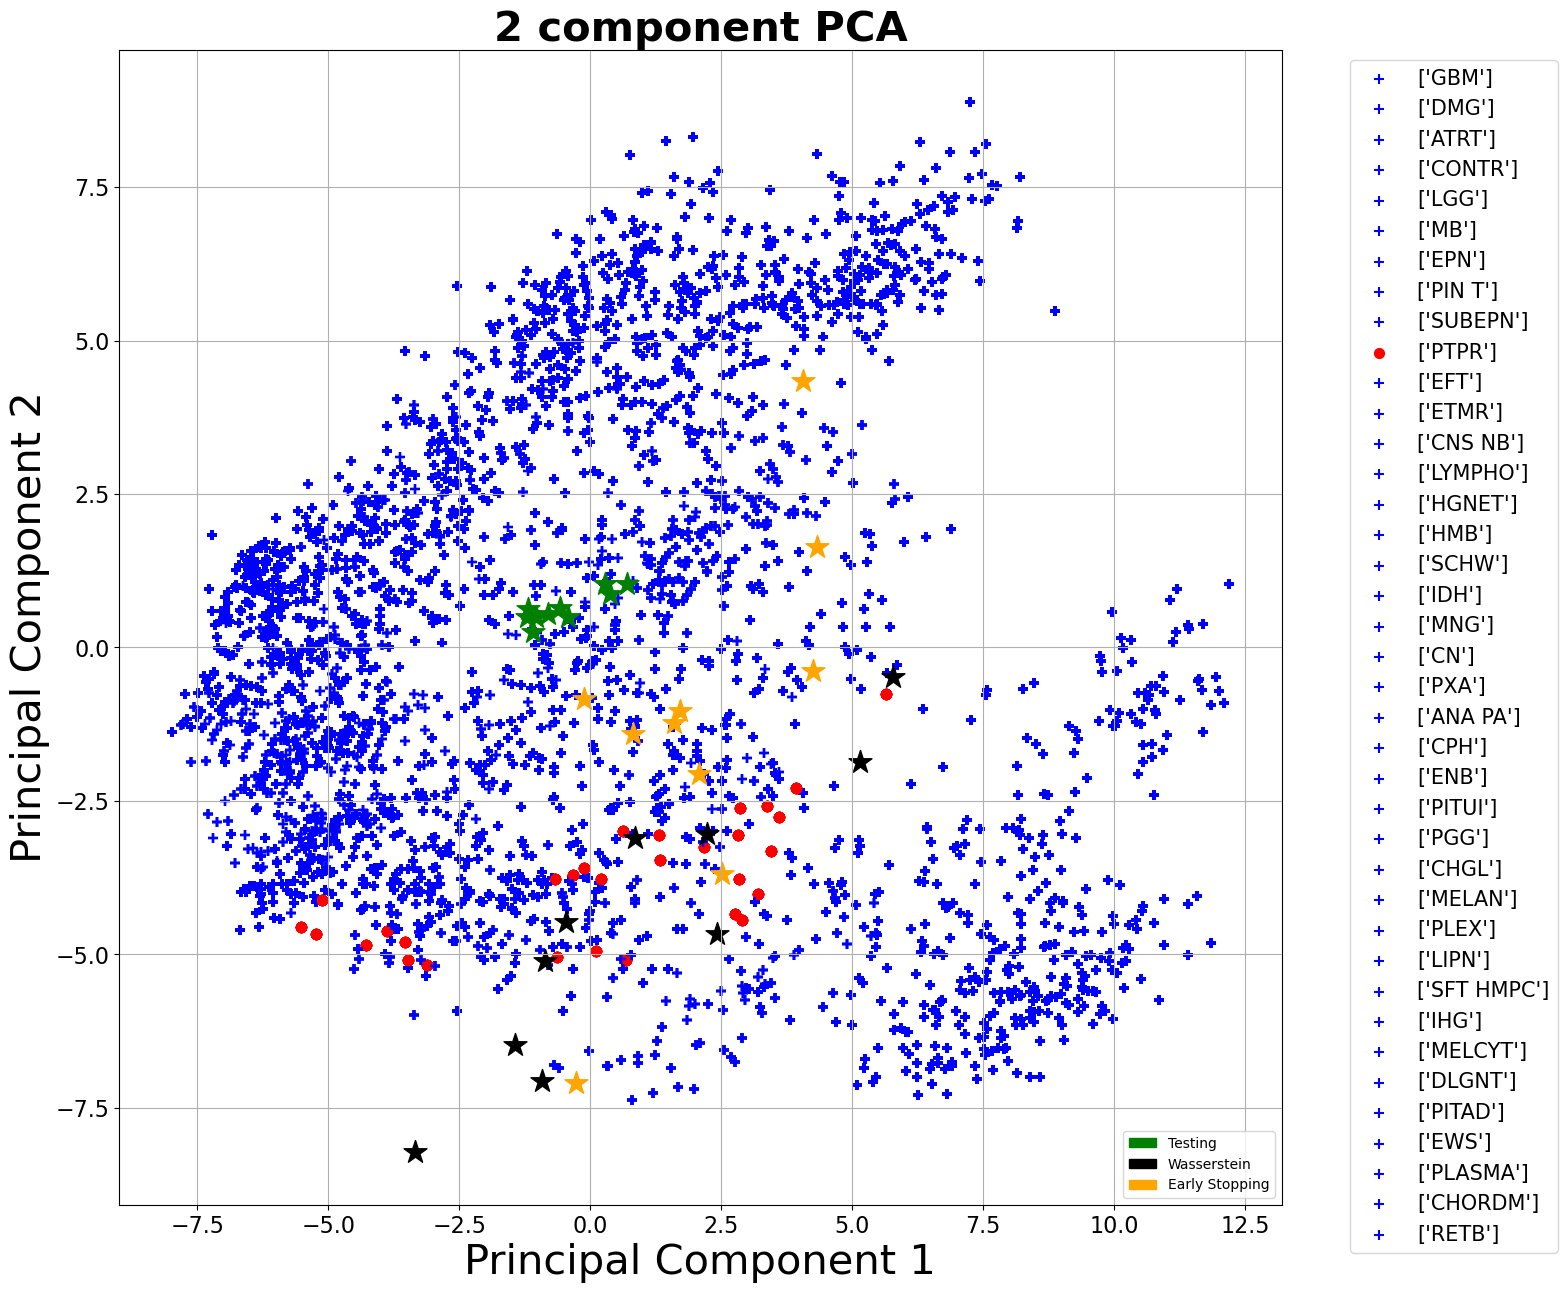 2 component PCA
Principal Component 2
7.5
5.0
2.5
0.0
−2.5
−5.0
−7.5
−7.5
−5.0
−2.5
0.0
2.5
5.0
7.5
10.0
12.5
Principal Component 1
Testing
Wasserstein
Early Stopping
['GBM']
['DMG']
['ATRT']
['CONTR']
['LGG']
['MB']
['EPN']
['PIN T']
['SUBEPN']
['PTPR']
['EFT']
['ETMR']
['CNS NB']
['LYMPHO']
['HGNET']
['HMB']
['SCHW']
['IDH']
['MNG']
['CN']
['PXA']
['ANA PA']
['CPH']
['ENB']
['PITUI']
['PGG']
['CHGL']
['MELAN']
['PLEX']
['LIPN']
['SFT HMPC']
['IHG']
['MELCYT']
['DLGNT']
['PITAD']
['EWS']
['PLASMA']
['CHORDM']
['RETB']